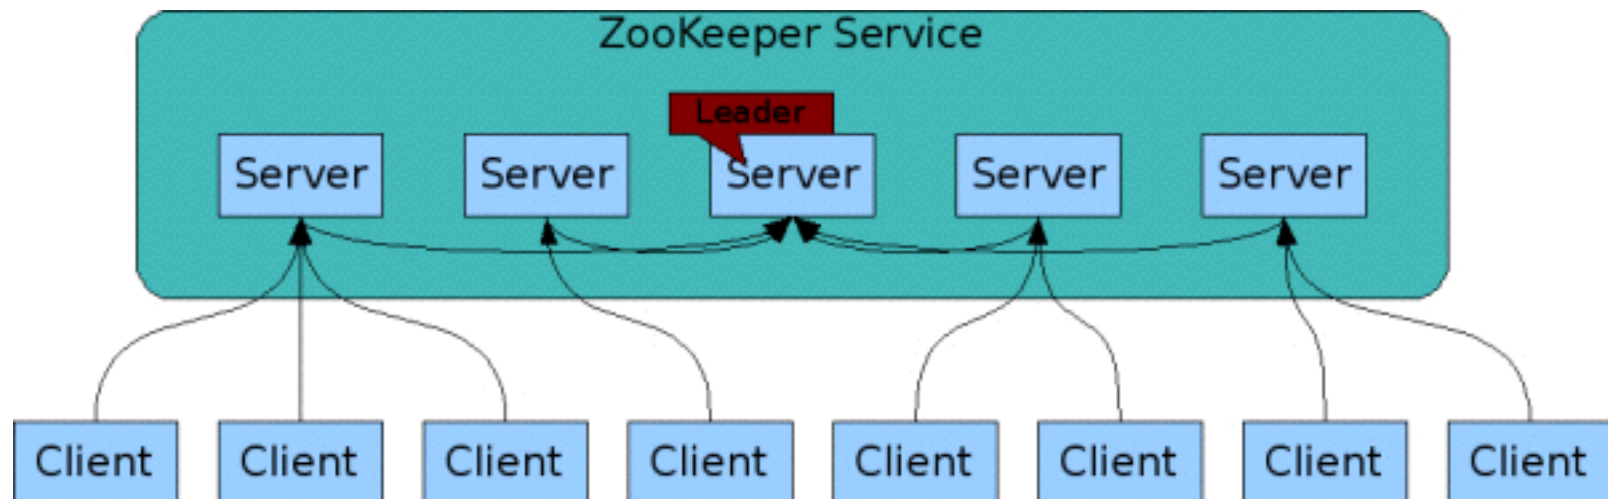 ZooKeeper Service
Leader
Server Server Server Server Server
Client Client Client Client Client Client Client Client